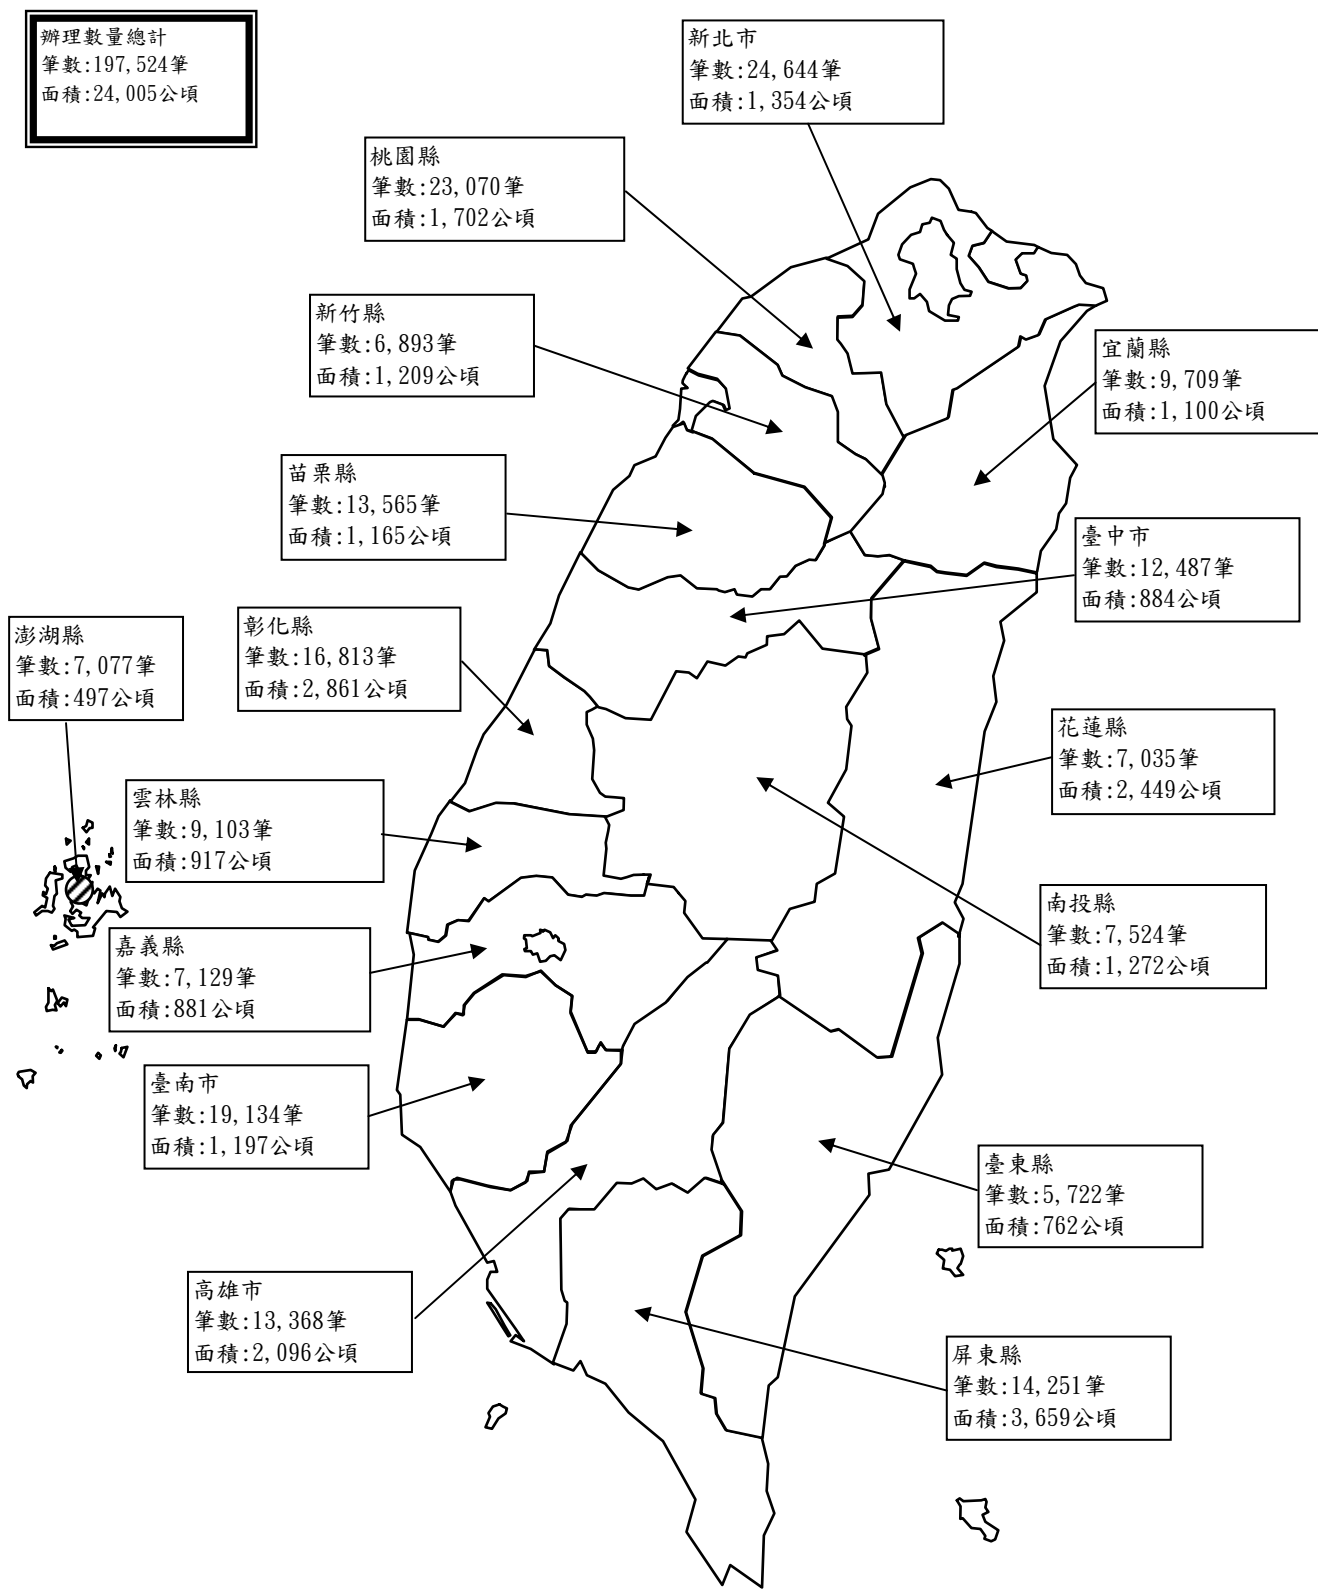 辦理數量總計
筆數:197,524筆
面積:24,005公頃
新北市
筆數:24,644筆
面積:1,354公頃
桃園縣
筆數:23,070筆
面積:1,702公頃
新竹縣
筆數:6,893筆
面積:1,209公頃
宜蘭縣
筆數:9,709筆
面積:1,100公頃
苗栗縣
筆數:13,565筆
面積:1,165公頃
臺中市
筆數:12,487筆
面積:884公頃
彰化縣
筆數:16,813筆
面積:2,861公頃
澎湖縣
筆數:7,077筆
面積:497公頃
花蓮縣
筆數:7,035筆
面積:2,449公頃
雲林縣
筆數:9,103筆
面積:917公頃
南投縣
筆數:7,524筆
面積:1,272公頃
嘉義縣
筆數:7,129筆
面積:881公頃
臺南市
筆數:19,134筆
面積:1,197公頃
臺東縣
筆數:5,722筆
面積:762公頃
高雄市
筆數:13,368筆
面積:2,096公頃
屏東縣
筆數:14,251筆
面積:3,659公頃